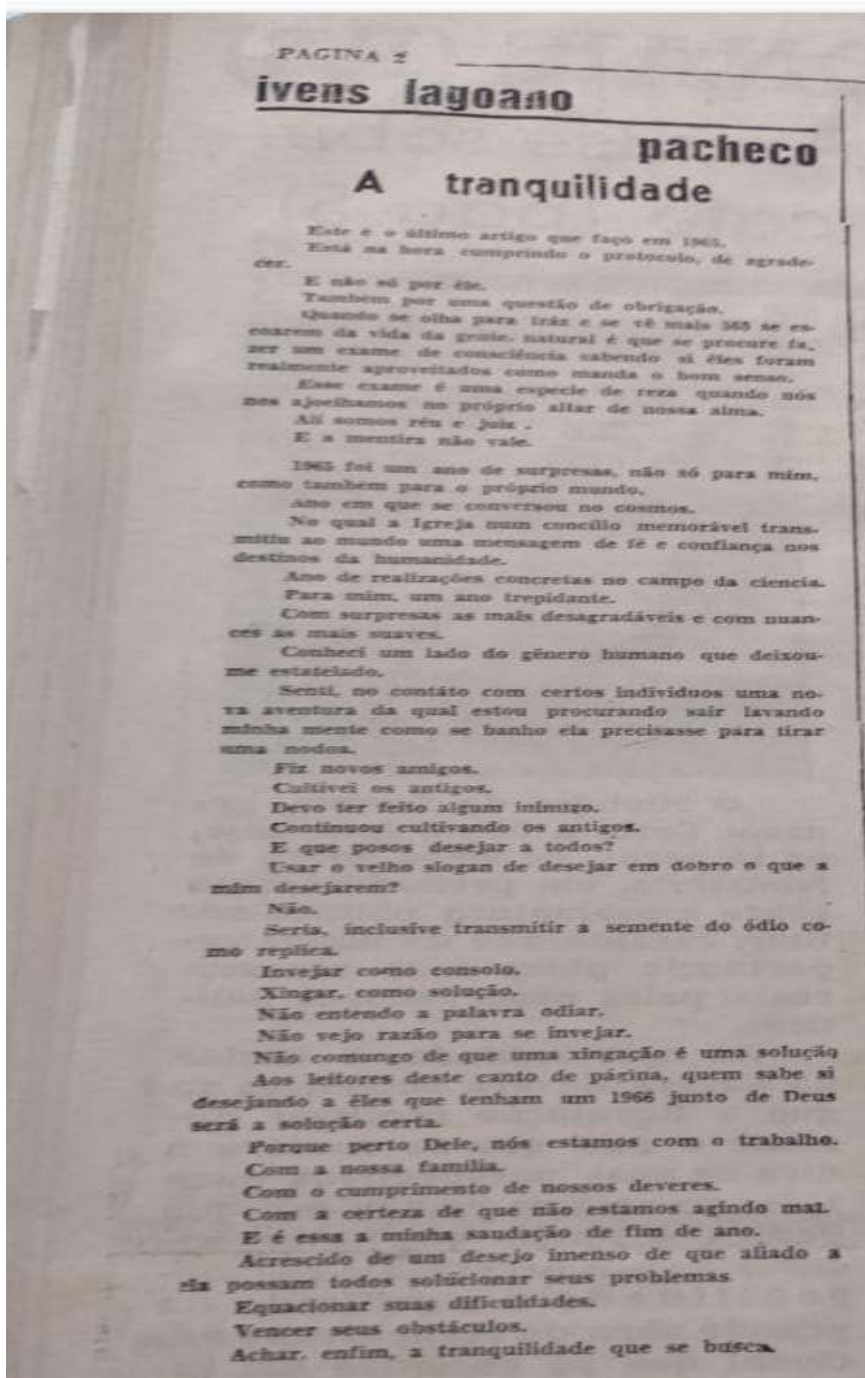 PAGINA 2
ivens lagoano
pacheco
A tranquilidade
Este é o último artigo que faço em 1965.
Está na hora cumprindo o protocolo, de agrade-
cer.
E não só por êle.
Também por uma questão de obrigação.
Quando se olha para tráz e se vê mais 365 se es-
coarem da vida da gente, natural é que se procure fa-
zer um exame de consciência sabendo si êles foram
realmente aproveitados como manda o bom senso.
Esse exame é uma especie de reza quando nós
nos ajoelhamos no próprio altar de nossa alma.
Ali somos réu e juiz.
E a mentira não vale.
1965 foi um ano de surpresas, não só para mim,
como também para o próprio mundo.
Ano em que se conversou no cosmos.
No qual a Igreja num concílio memorável trans-
mitiu ao mundo uma mensagem de fé e confiança nos
destinos da humanidade.
Ano de realizações concretas no campo da ciencia.
Para mim, um ano trepidante.
Com surpresas as mais desagradáveis e com nuan-
ces as mais suaves.
Conheci um lado do gênero humano que deixou-
me estatelado.
Senti, no contáto com certos individuos uma no-
va aventura da qual estou procurando sair lavando
minha mente como se banho ela precisasse para tirar
uma nodoa.
Fiz novos amigos.
Cultivei os antigos.
Devo ter feito algum inimigo.
Continuou cultivando os antigos.
E que posos desejar a todos?
Usar o velho slogan de desejar em dobro o que a
mim desejarem?
Não.
Seria, inclusive transmitir a semente do ódio co-
mo replica.
Invejar como consolo.
Xingar, como solução.
Não entendo a palavra odiar.
Não vejo razão para se invejar.
Não comungo de que uma xingação é uma solução
Aos leitores deste canto de página, quem sabe si
desejando a êles que tenham um 1966 junto de Deus
será a solução certa.
Porque perto Dele, nós estamos com o trabalho.
Com a nossa família.
Com o cumprimento de nossos deveres.
Com a certeza de que não estamos agindo mal.
E é essa a minha saudação de fim de ano.
Acrescido de um desejo imenso de que aliado a
ela possam todos solucionar seus problemas
Equacionar suas dificuldades.
Vencer seus obstáculos.
Achar, enfim, a tranquilidade que se busca.